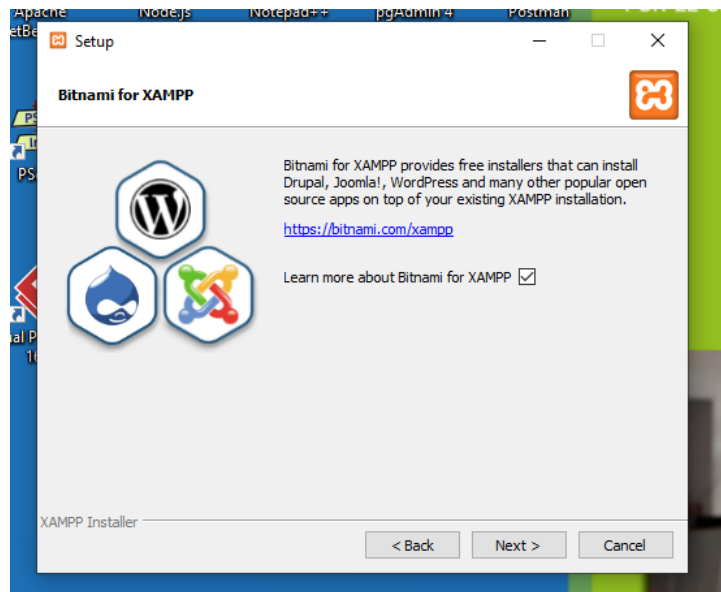 Apache
Node.js
Notepad++
pgAdmin 4
Postman
Setup
Bitnami for XAMPP
Bitnami for XAMPP provides free installers that can install
Drupal, Joomla!, WordPress and many other popular open
source apps on top of your existing XAMPP installation.
https://bitnami.com/xampp
Learn more about Bitnami for XAMPP
XAMPP Installer
< Back
Next >
Cancel